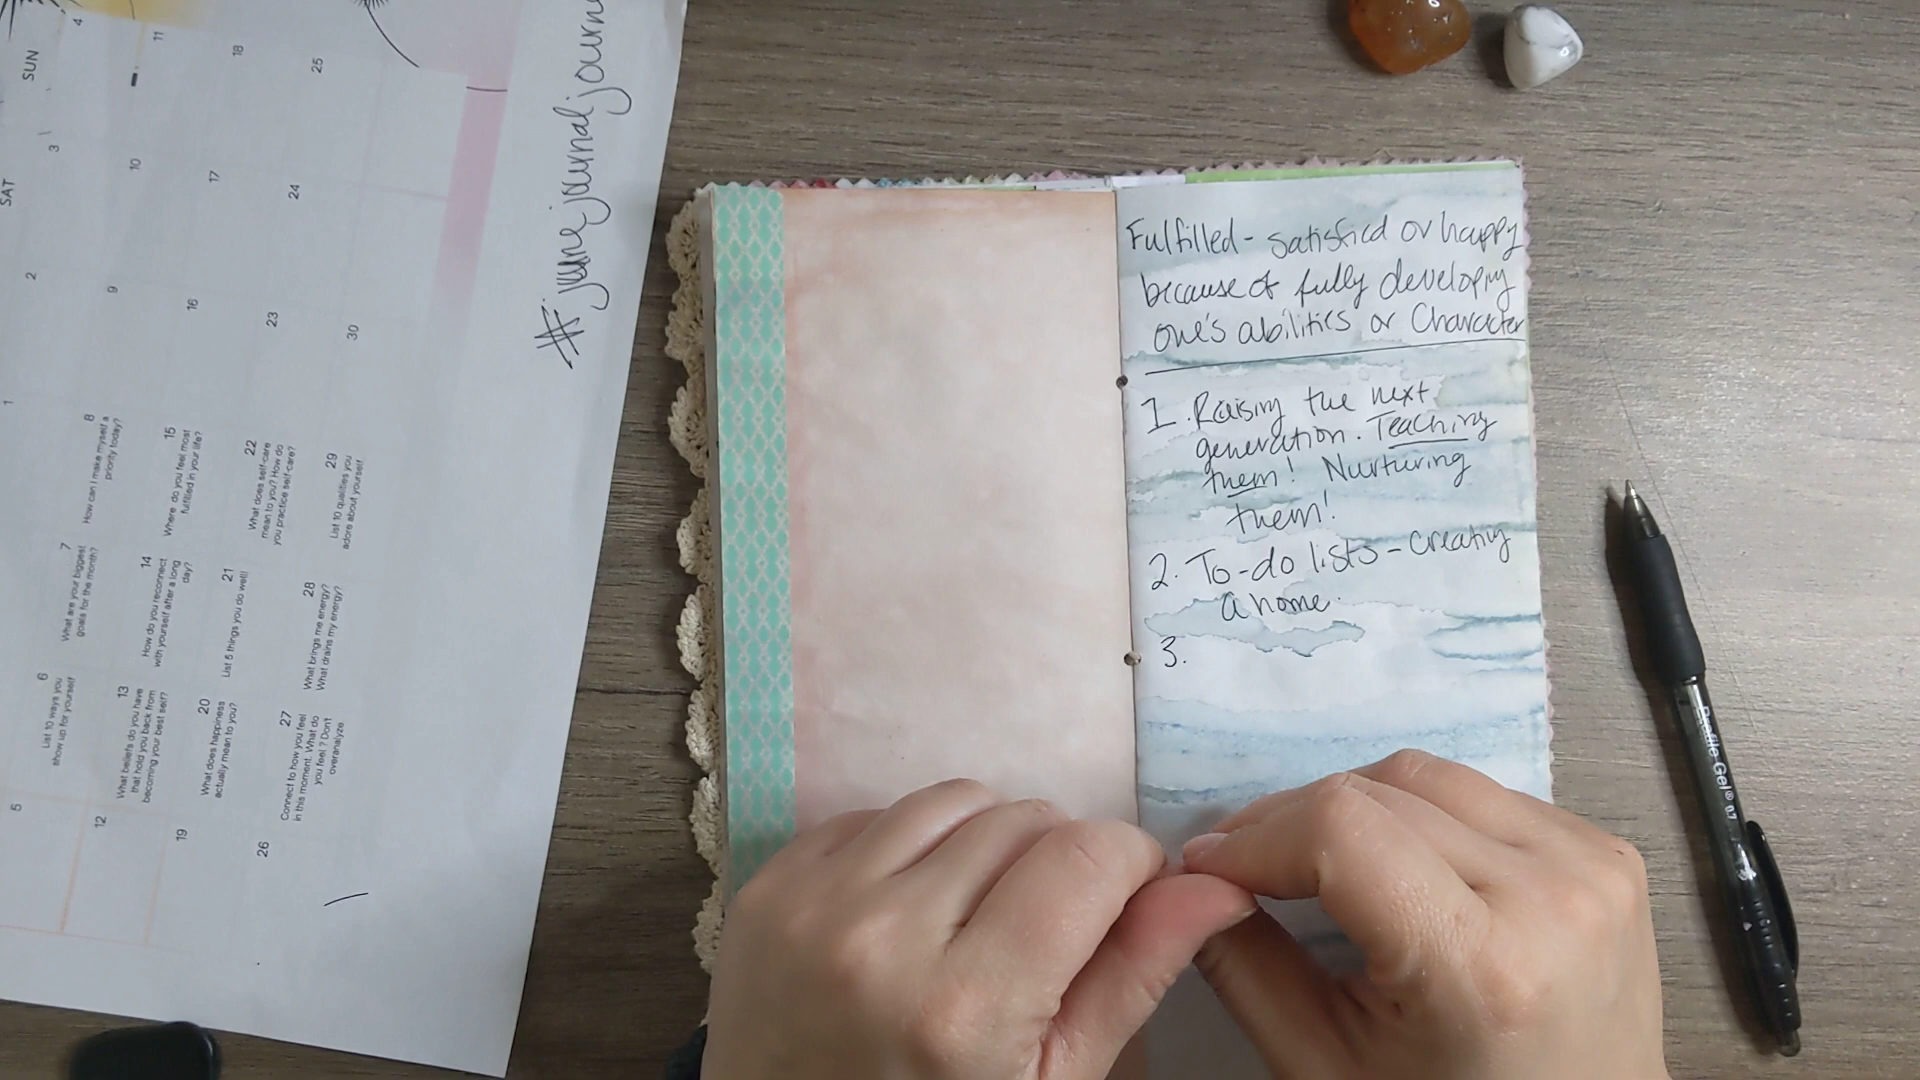 SAT
SUN
1
2
3
4
5
6
List 10 ways you
show up for yourself
7
What are your biggest
goals for the month?
8
How can I make myself a
priority today?
9
10
11
12
13
What beliefs do you have
that hold you back from
becoming your best self?
14
How do you reconnect
with yourself after a long
day?
15
Where do you feel most
fulfilled in your life?
16
17
18
19
20
What does happiness
actually mean to you?
21
List 5 things you do well!
22
What does self-care
mean to you? How do
you practice self-care?
23
24
25
26
27
Connect to how you feel
in this moment. What do
you feel? Don't
overanalyze
28
What brings me energy?
What drains my energy?
29
List 10 qualities you
adore about yourself.
30
#junejournaljourne
Fulfilled - satisfied or happy
because of fully developing
one's abilities or Character
1. Raising the next
generation. Teaching
them! Nurturing
them!
2. To-do lists - creating
a home.
3.
Profile Gel 0.7